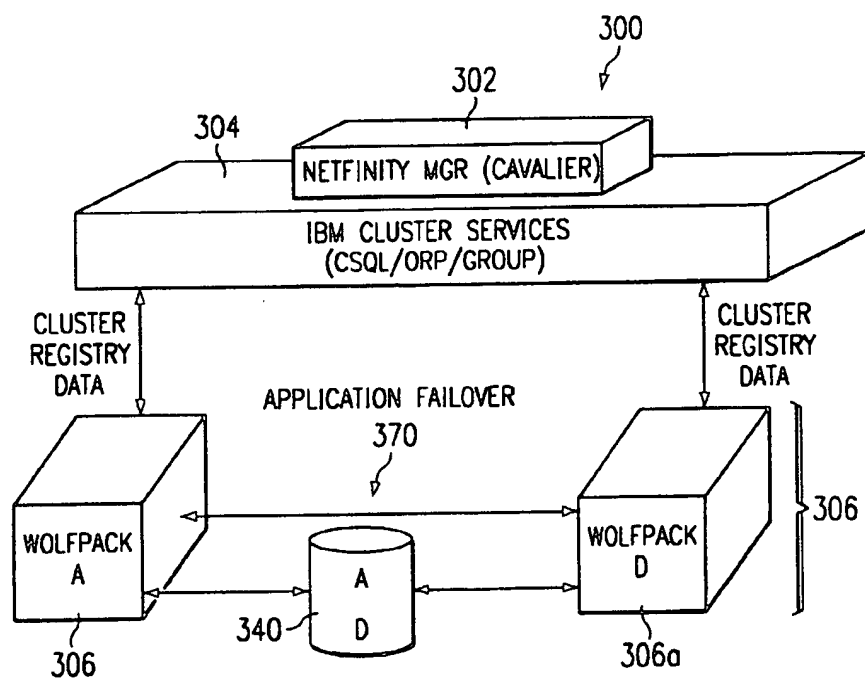 300
302
304
NETFINITY MGR (CAVALIER)
IBM CLUSTER SERVICES
(CSQL/ORP/GROUP)
CLUSTER
REGISTRY
DATA
CLUSTER
REGISTRY
DATA
APPLICATION FAILOVER
370
WOLFPACK
A
WOLFPACK
D
306
A
D
340
306
306a